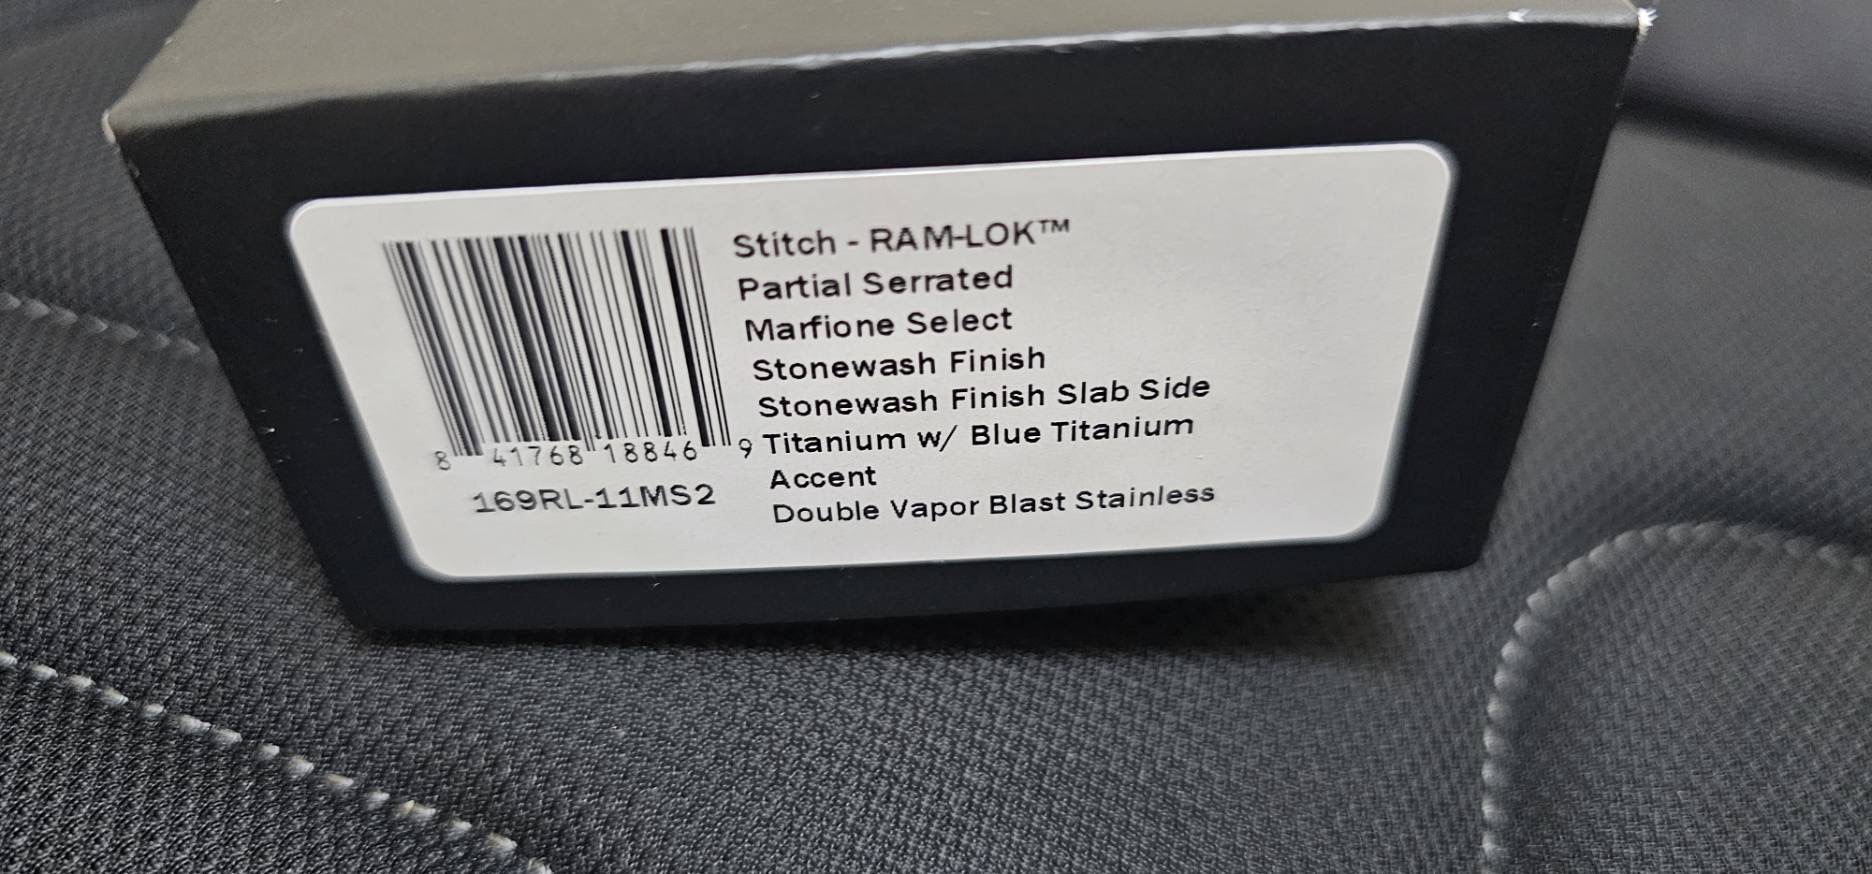 Stitch - RAM-LOK™
Partial Serrated
Marfione Select
Stonewash Finish
Stonewash Finish Slab Side
Titanium w/ Blue Titanium
Accent
Double Vapor Blast Stainless
8 41768 18846 9
169RL-11MS2